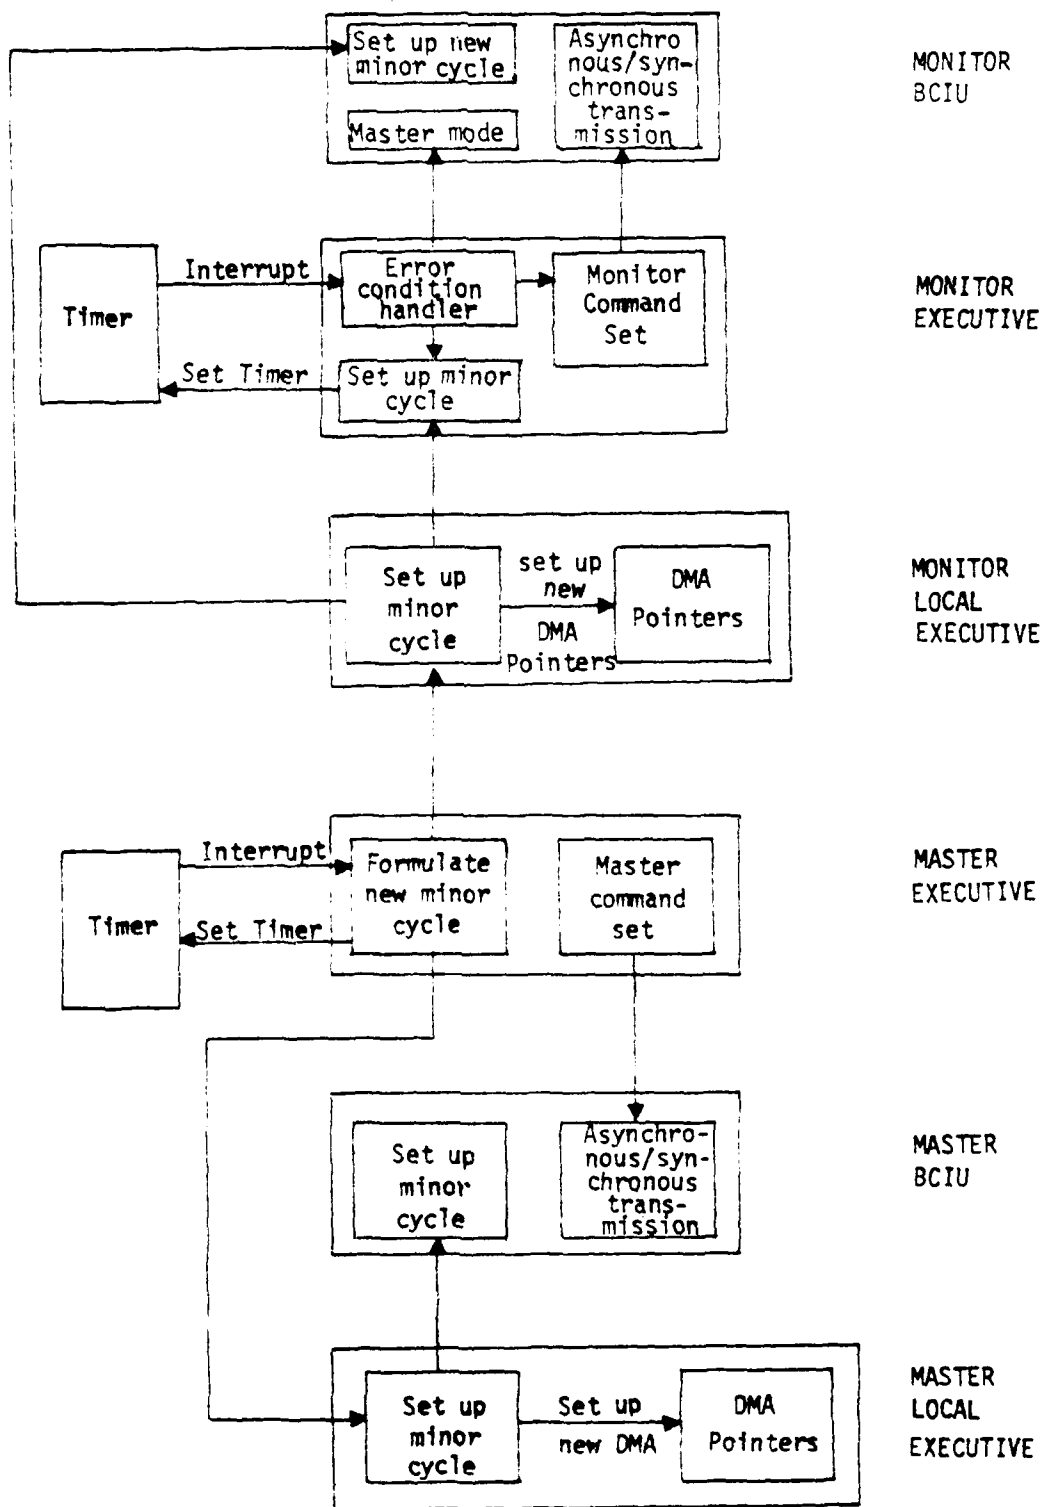 Set up new
minor cycle
Asynchro
nous/syn-
chronous
trans-
mission
Master mode
MONITOR
BCIU
Timer
Interrupt
Set Timer
Error
condition
handler
Monitor
Command
Set
Set up minor
cycle
MONITOR
EXECUTIVE
Set up
minor
cycle
set up
new
DMA
Pointers
DMA
Pointers
MONITOR
LOCAL
EXECUTIVE
Timer
Interrupt
Set Timer
Formulate
new minor
cycle
Master
command
set
MASTER
EXECUTIVE
Set up
minor
cycle
Asynchro-
nous/syn-
chronous
trans-
mission
MASTER
BCIU
Set up
minor
cycle
Set up
new DMA
DMA
Pointers
MASTER
LOCAL
EXECUTIVE